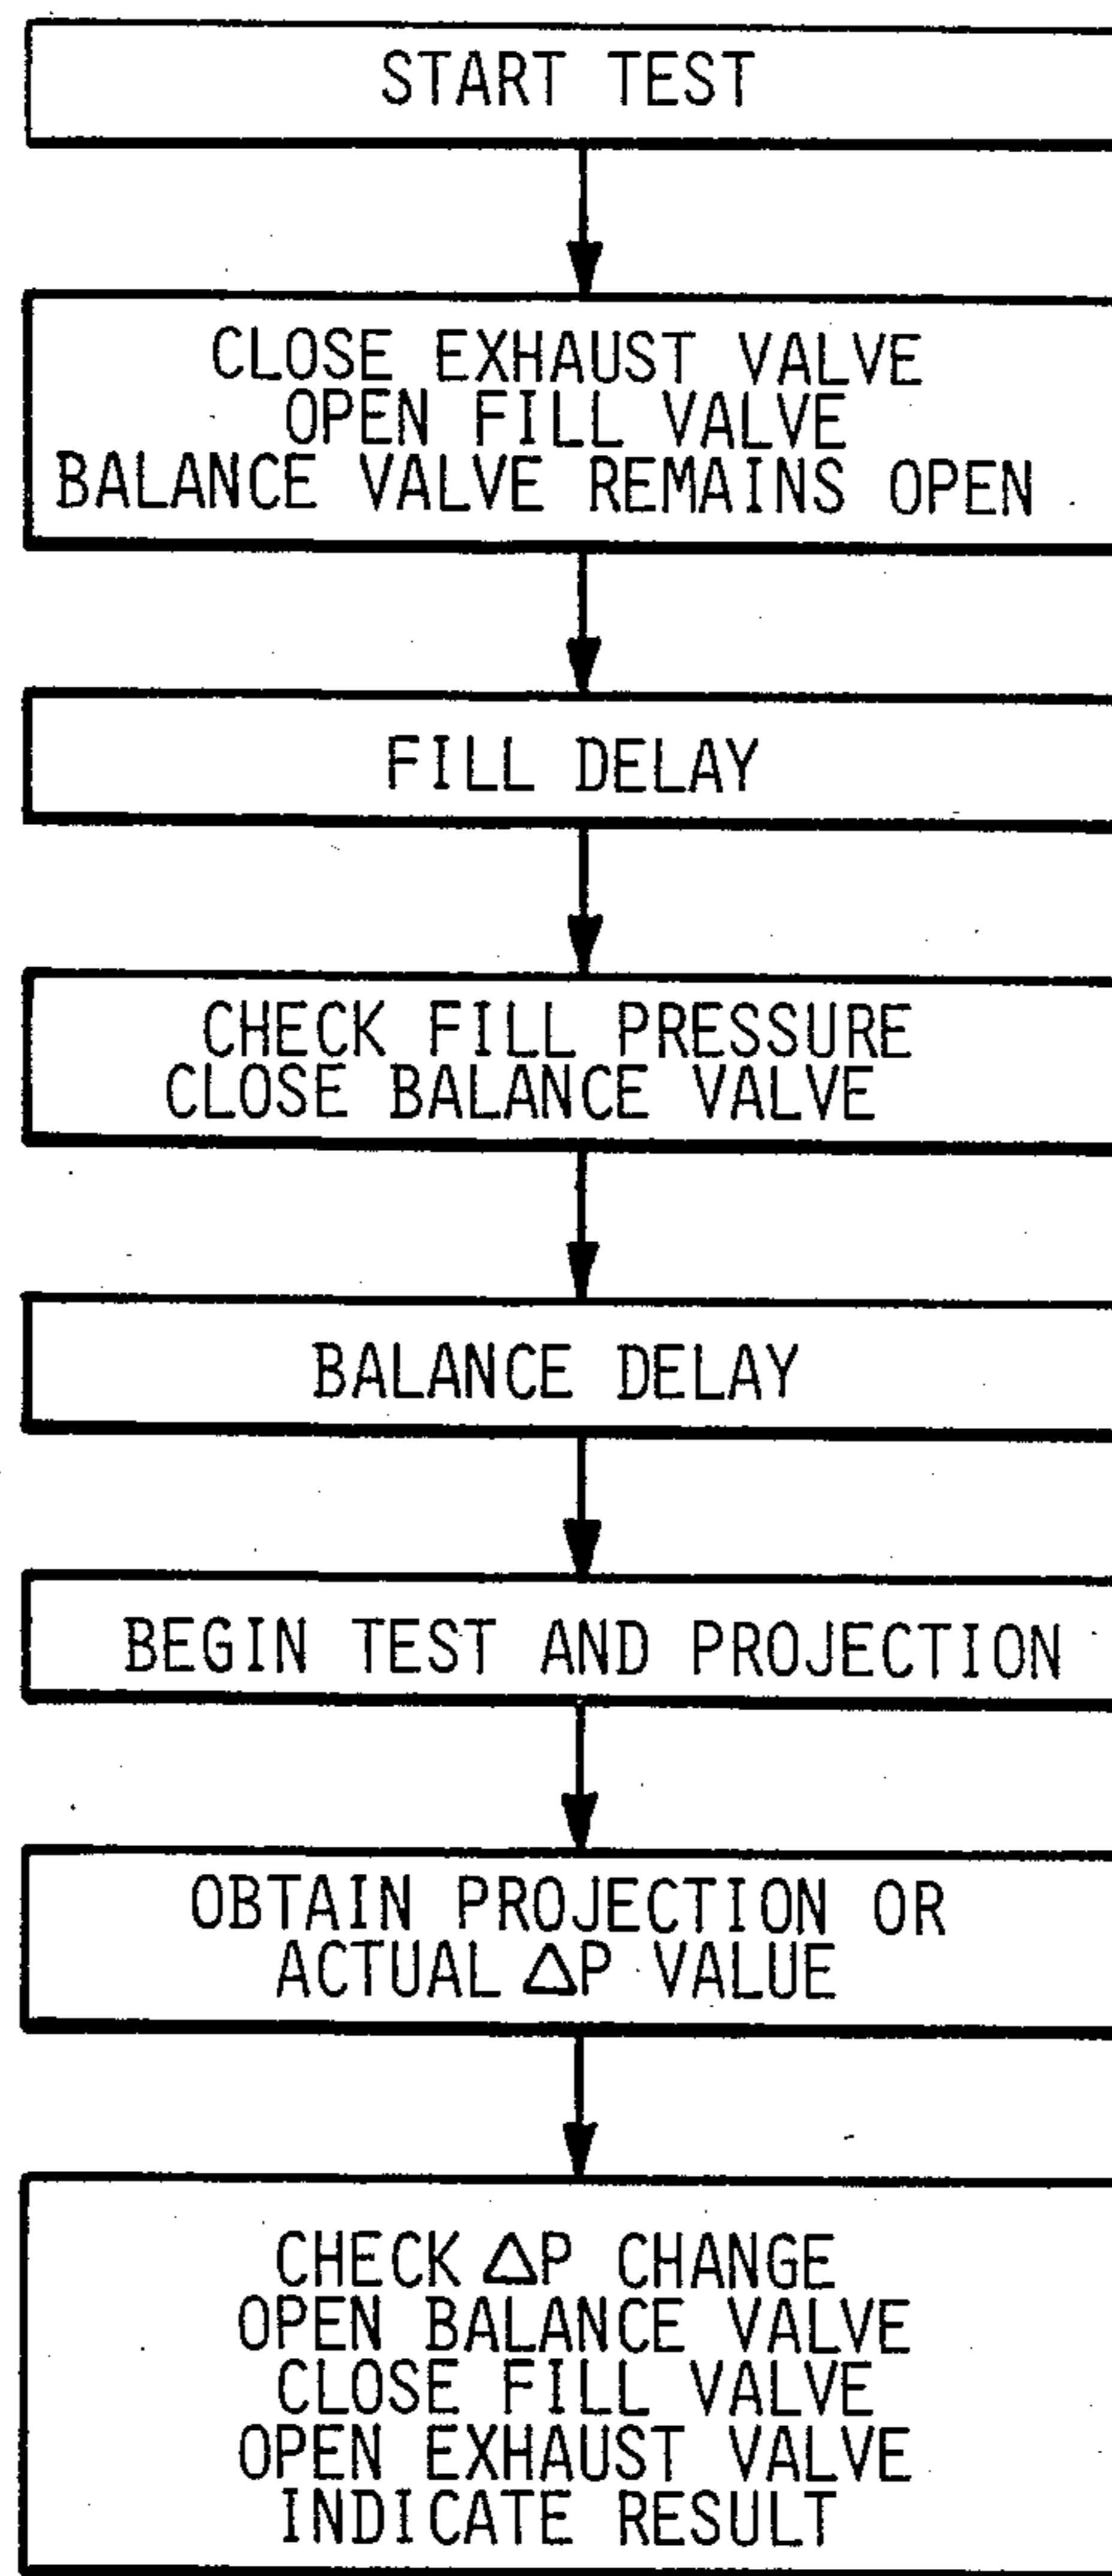 START TEST
CLOSE EXHAUST VALVE
OPEN FILL VALVE
BALANCE VALVE REMAINS OPEN
FILL DELAY
CHECK FILL PRESSURE
CLOSE BALANCE VALVE
BALANCE DELAY
BEGIN TEST AND PROJECTION
OBTAIN PROJECTION OR
ACTUAL △P VALUE
CHECK △P CHANGE
OPEN BALANCE VALVE
CLOSE FILL VALVE
OPEN EXHAUST VALVE
INDICATE RESULT